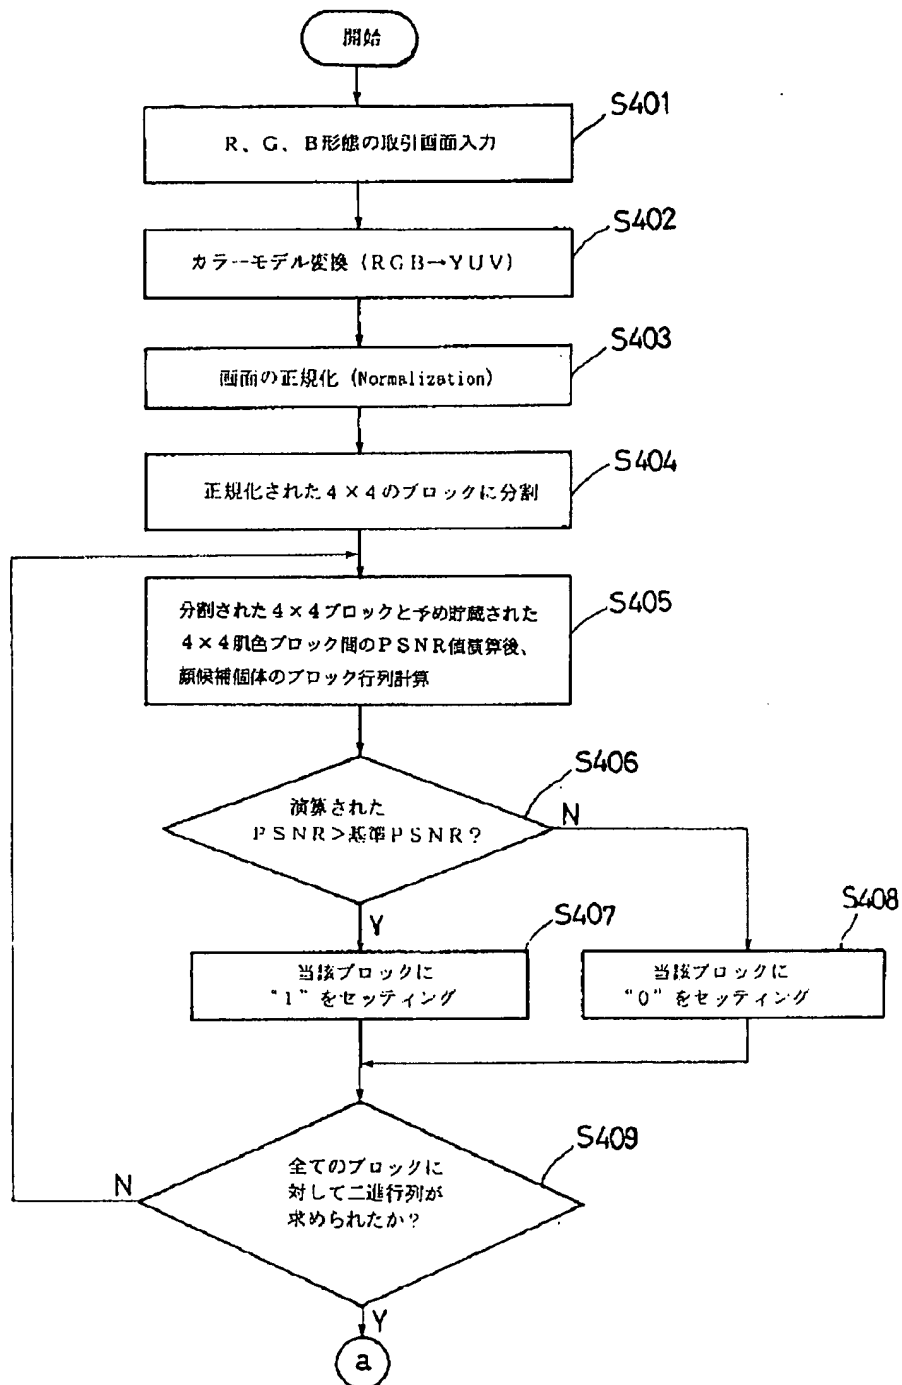 開始
S401
R、G、B形態の取引画面入力
S402
カラーモデル変換(RGB→YUV)
S403
画面の正規化(Normalization)
S404
正規化された4×4のブロックに分割
S405
分割された4×4ブロックと予め貯蔵された
4×4肌色ブロック間のPSNR値演算後、
顔候補個体のブロック行列計算
S406
演算された
PSNR>基準PSNR?
N
Y
S407
当該ブロックに
“1”をセッティング
S408
当該ブロックに
“0”をセッティング
S409
全てのブロックに
対して二進行列が
求められたか?
N
Y
a